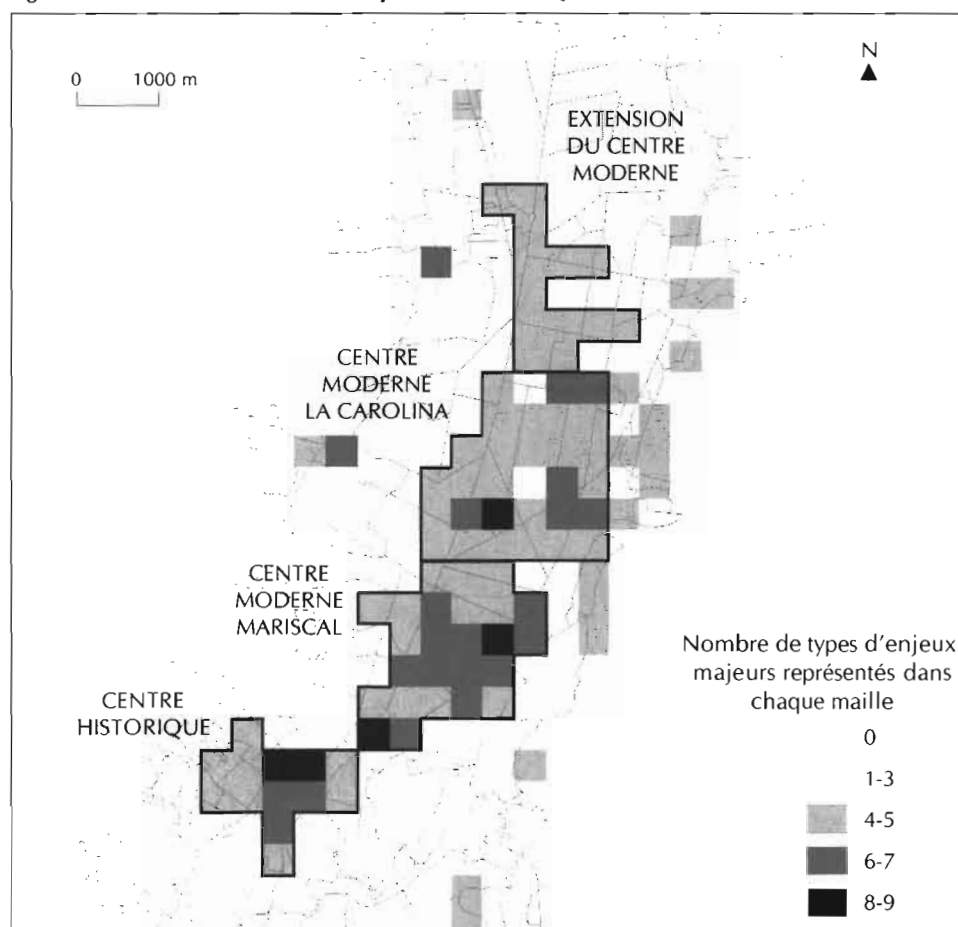 0 1000 m
N
EXTENSION
DU CENTRE
MODERNE
CENTRE
MODERNE
LA CAROLINA
CENTRE
MODERNE
MARISCAL
CENTRE
HISTORIQUE
Nombre de types d'enjeux
majeurs représentés dans
chaque maille
0
1-3
4-5
6-7
8-9